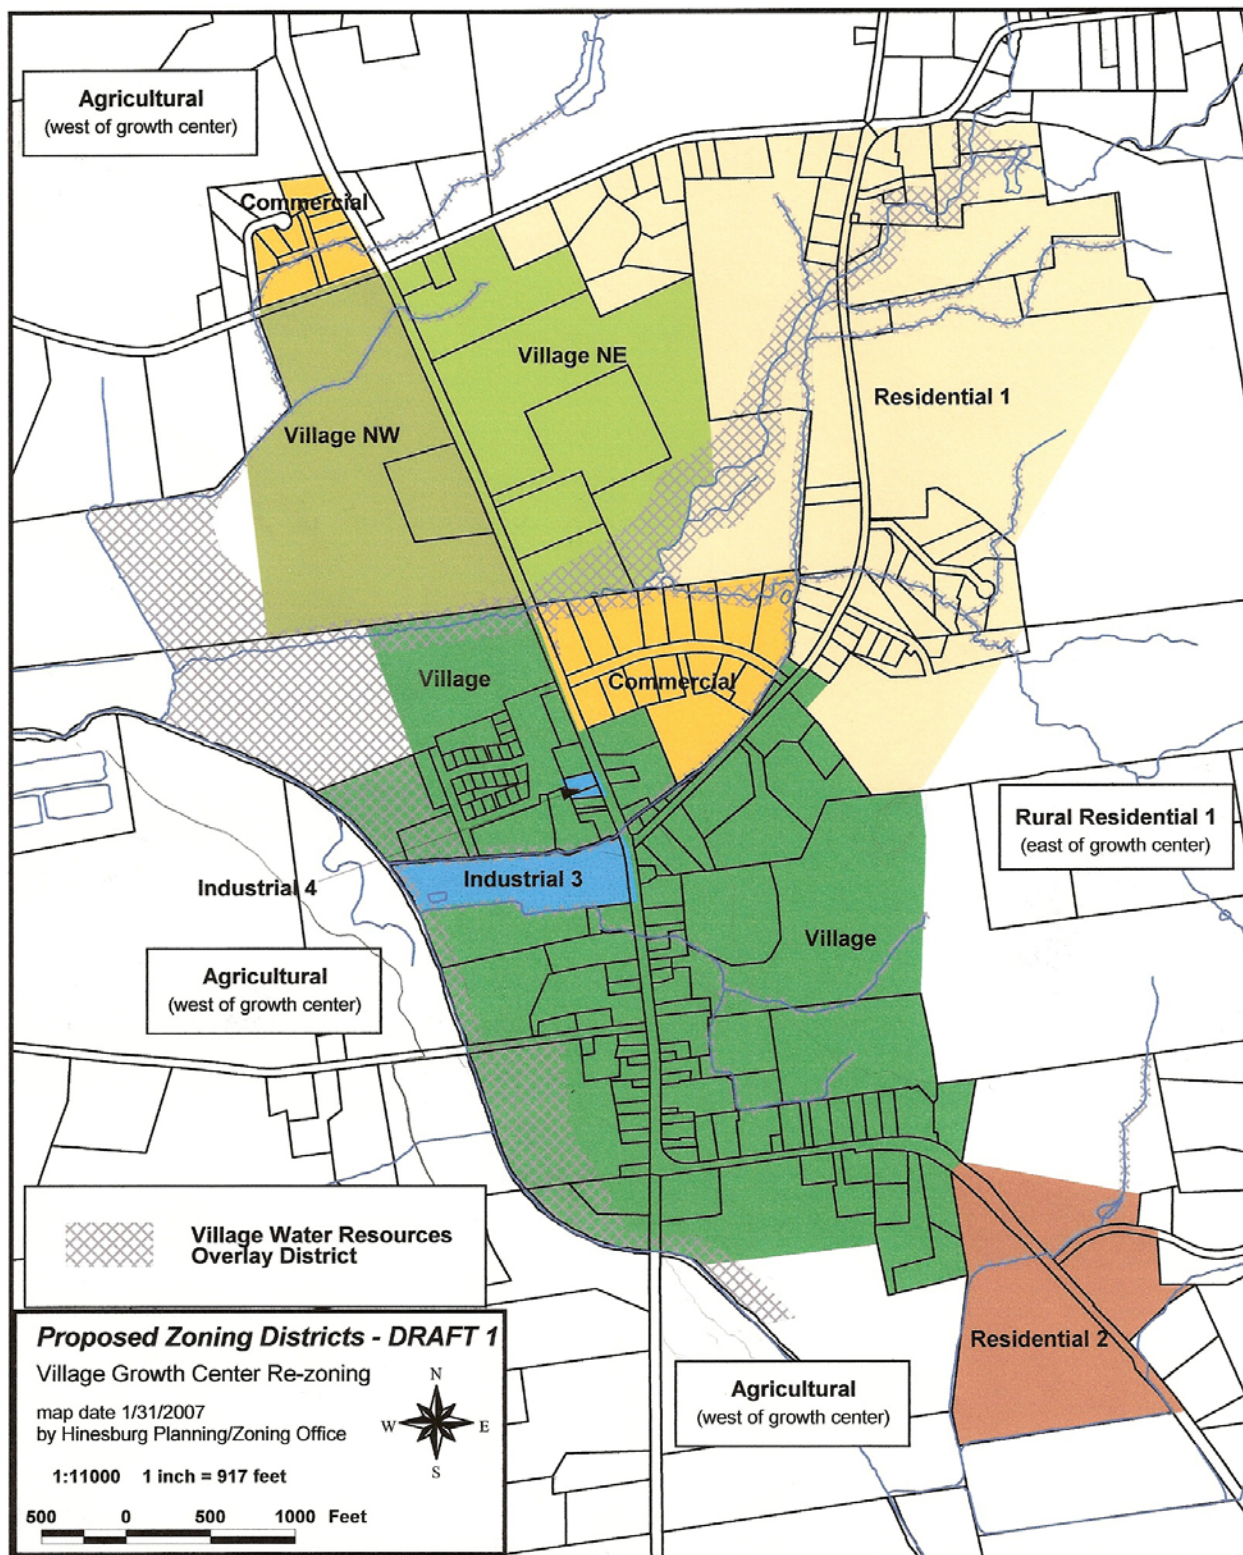 Agricultural
(west of growth center)
Commercial
Village NE
Residential 1
Village NW
Village
Commercial
Rural Residential 1
(east of growth center)
Industrial 4
Industrial 3
Village
Agricultural
(west of growth center)
Village Water Resources
Overlay District
Residential 2
Agricultural
(west of growth center)
Proposed Zoning Districts - DRAFT 1
Village Growth Center Re-zoning
map date 1/31/2007
by Hinesburg Planning/Zoning Office
N
W
E
S
1:11000 1 inch = 917 feet
500 0 500 1000 Feet